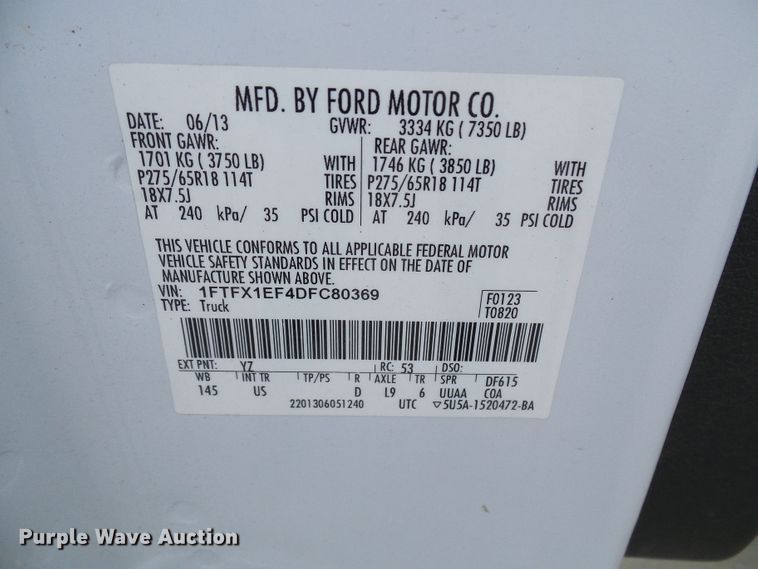 MFD. BY FORD MOTOR CO.
DATE: 06/13 GVWR: 3334 KG ( 7350 LB)
FRONT GAWR: REAR GAWR:
1701 KG ( 3750 LB) WITH 1746 KG ( 3850 LB) WITH
P275/65R18 114T TIRES P275/65R18 114T TIRES
18X7.5J RIMS 18X7.5J RIMS
AT 240 kPa/ 35 PSI COLD AT 240 kPa/ 35 PSI COLD
THIS VEHICLE CONFORMS TO ALL APPLICABLE FEDERAL MOTOR
VEHICLE SAFETY STANDARDS IN EFFECT ON THE DATE OF
MANUFACTURE SHOWN ABOVE.
VIN: 1FTFX1EF4DFC80369 F0123
TYPE: Truck T0820
EXT PNT: YZ RC: 53 DSO:
WB INT TR TP/PS R AXLE TR SPR DF615
145 US D L9 6 UUAA COA
2201306051240 UTC ▽5U5A-1520472-BA
Purple Wave Auction